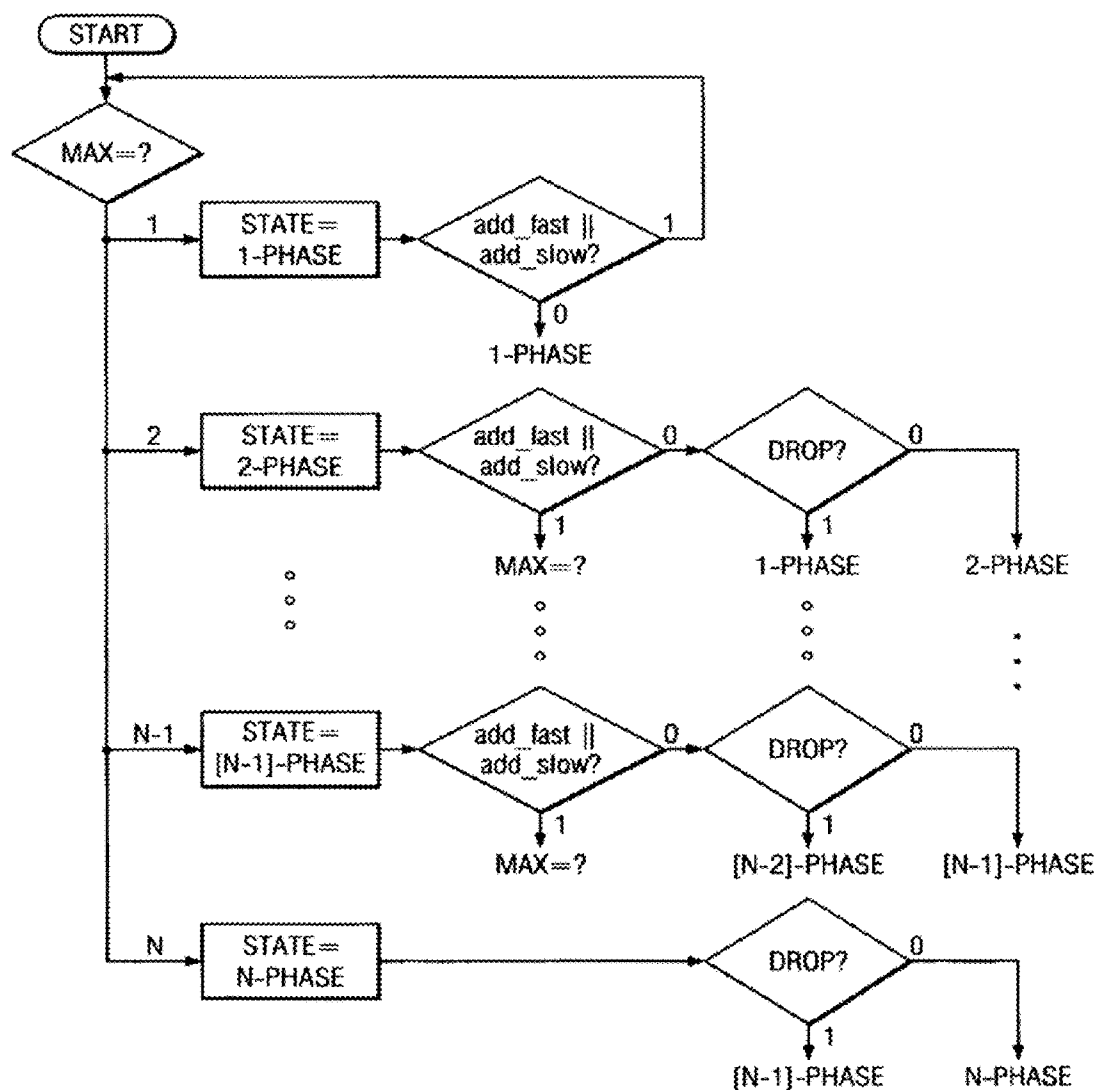 START
MAX=?
1
STATE=
1-PHASE
add_fast ||
add_slow?
1
0
1-PHASE
2
STATE=
2-PHASE
add_fast ||
add_slow?
0
DROP?
0
1
1
MAX=?
1-PHASE
2-PHASE
N-1
STATE=
[N-1]-PHASE
add_fast ||
add_slow?
0
DROP?
0
1
1
MAX=?
[N-2]-PHASE
[N-1]-PHASE
N
STATE=
N-PHASE
DROP?
0
1
[N-1]-PHASE
N-PHASE